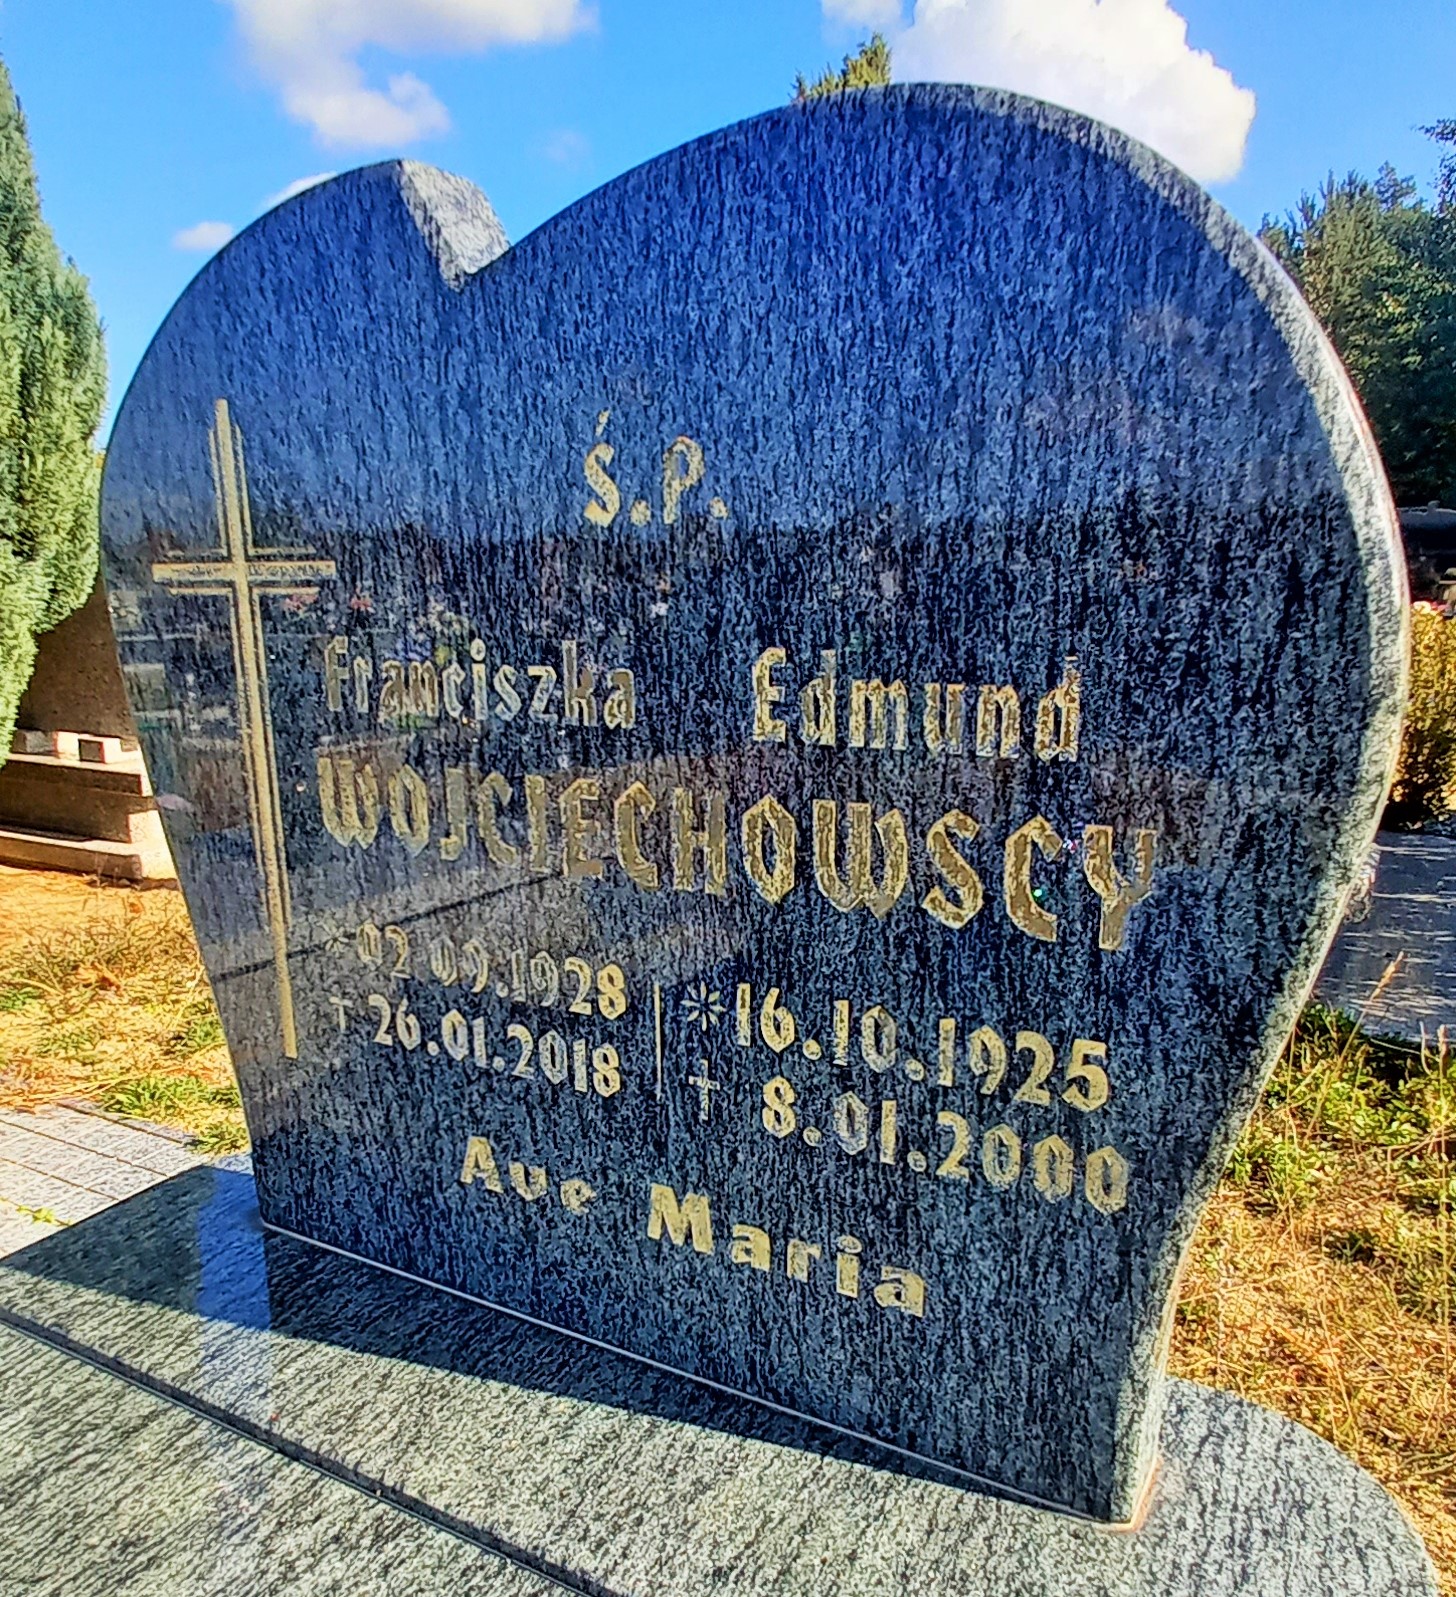 Ś.P.
Franciszka Edmund
WOJCIECHOWSCY
* 02.09.1928 * 16.10.1925
† 26.01.2018 † 8.01.2000
Ave Maria